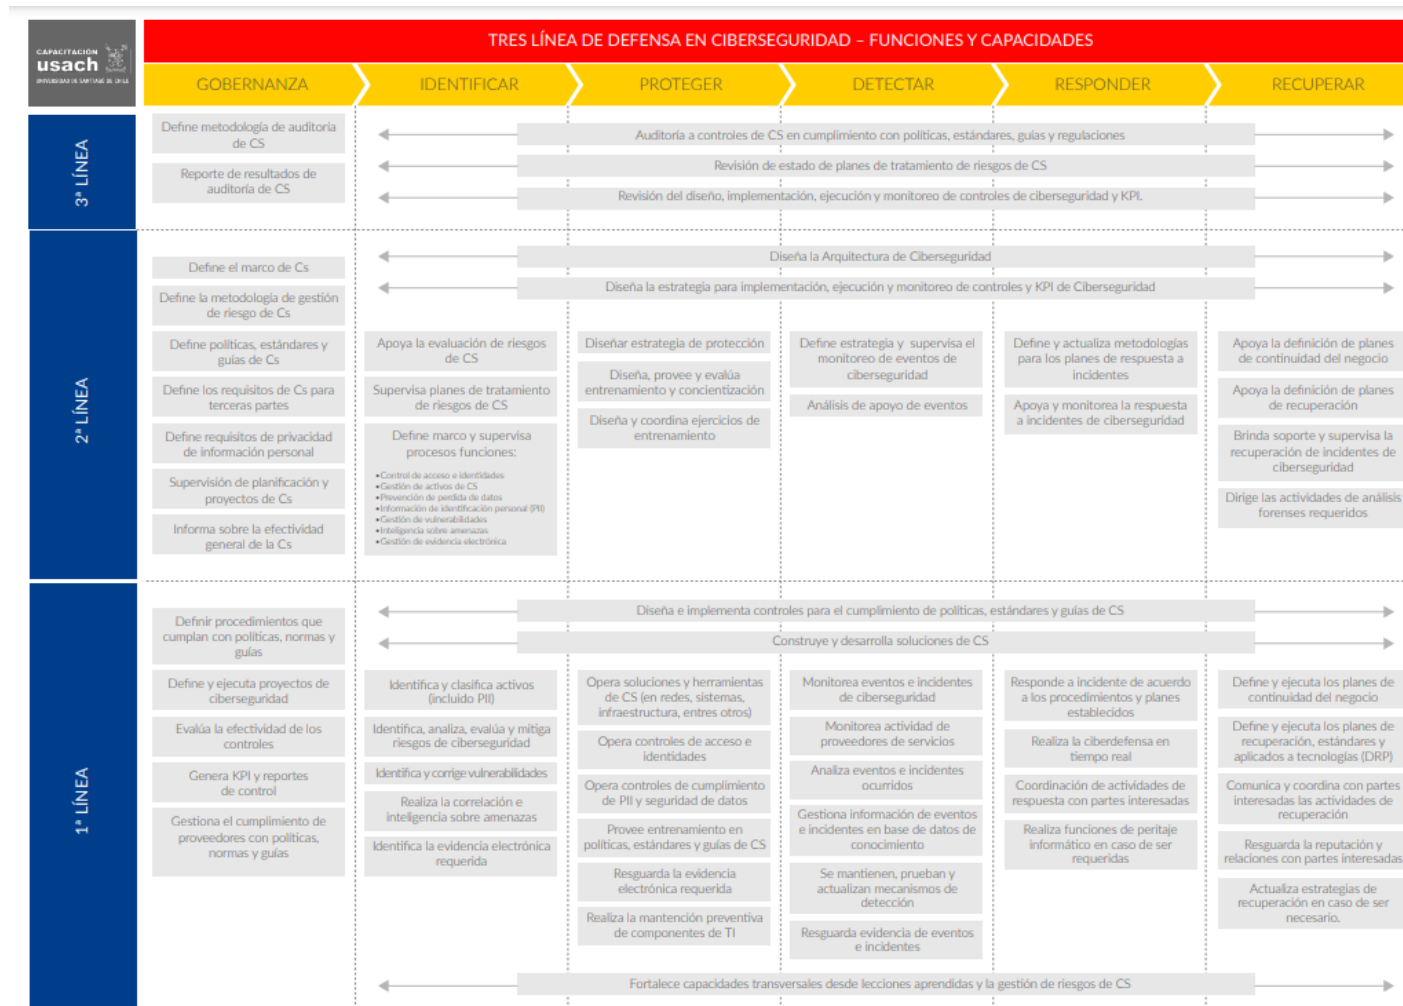 CAPACITACIÓN
usach
UNIVERSIDAD DE SANTIAGO DE CHILE
TRES LÍNEA DE DEFENSA EN CIBERSEGURIDAD – FUNCIONES Y CAPACIDADES
GOBERNANZA
IDENTIFICAR
PROTEGER
DETECTAR
RESPONDER
RECUPERAR
3ª LÍNEA
Define metodología de auditoría
de CS
Reporte de resultados de
auditoría de CS
Auditoría a controles de CS en cumplimiento con políticas, estándares, guías y regulaciones
Revisión de estado de planes de tratamiento de riesgos de CS
Revisión del diseño, implementación, ejecución y monitoreo de controles de ciberseguridad y KPI.
2ª LÍNEA
Diseña la Arquitectura de Ciberseguridad
Diseña la estrategia para implementación, ejecución y monitoreo de controles y KPI de Ciberseguridad
Define el marco de Cs
Define la metodología de gestión
de riesgo de Cs
Define políticas, estándares y
guías de Cs
Define los requisitos de Cs para
terceras partes
Define requisitos de privacidad
de información personal
Supervisión de planificación y
proyectos de Cs
Informa sobre la efectividad
general de la Cs
Apoya la evaluación de riesgos
de CS
Supervisa planes de tratamiento
de riesgos de CS
Define marco y supervisa
procesos funciones:
•Control de acceso e identidades
•Gestión de activos de CS
•Prevención de perdida de datos
•Información de identificación personal (PII)
•Gestión de vulnerabilidades
•Inteligencia sobre amenazas
•Gestión de evidencia electrónica
Diseñar estrategia de protección
Diseña, provee y evalúa
entrenamiento y concientización
Diseña y coordina ejercicios de
entrenamiento
Define estrategia y supervisa el
monitoreo de eventos de
ciberseguridad
Análisis de apoyo de eventos
Define y actualiza metodologías
para los planes de respuesta a
incidentes
Apoya y monitorea la respuesta
a incidentes de ciberseguridad
Apoya la definición de planes
de continuidad del negocio
Apoya la definición de planes
de recuperación
Brinda soporte y supervisa la
recuperación de incidentes de
ciberseguridad
Dirige las actividades de análisis
forenses requeridos
1ª LÍNEA
Diseña e implementa controles para el cumplimiento de políticas, estándares y guías de CS
Construye y desarrolla soluciones de CS
Definir procedimientos que
cumplan con políticas, normas y
guías
Define y ejecuta proyectos de
ciberseguridad
Evalúa la efectividad de los
controles
Genera KPI y reportes
de control
Gestiona el cumplimiento de
proveedores con políticas,
normas y guías
Identifica y clasifica activos
(incluido PII)
Identifica, analiza, evalúa y mitiga
riesgos de ciberseguridad
Identifica y corrige vulnerabilidades
Realiza la correlación e
inteligencia sobre amenazas
Identifica la evidencia electrónica
requerida
Opera soluciones y herramientas
de CS (en redes, sistemas,
infraestructura, entres otros)
Opera controles de acceso e
identidades
Opera controles de cumplimiento
de PII y seguridad de datos
Provee entrenamiento en
políticas, estándares y guías de CS
Resguarda la evidencia
electrónica requerida
Realiza la mantención preventiva
de componentes de TI
Monitorea eventos e incidentes
de ciberseguridad
Monitorea actividad de
proveedores de servicios
Analiza eventos e incidentes
ocurridos
Gestiona información de eventos
e incidentes en base de datos de
conocimiento
Se mantienen, prueban y
actualizan mecanismos de
detección
Resguarda evidencia de eventos
e incidentes
Responde a incidente de acuerdo
a los procedimientos y planes
establecidos
Realiza la ciberdefensa en
tiempo real
Coordinación de actividades de
respuesta con partes interesadas
Realiza funciones de peritaje
informático en caso de ser
requeridas
Define y ejecuta los planes de
continuidad del negocio
Define y ejecuta los planes de
recuperación, estándares y
aplicados a tecnologías (DRP)
Comunica y coordina con partes
interesadas las actividades de
recuperación
Resguarda la reputación y
relaciones con partes interesadas
Actualiza estrategias de
recuperación en caso de ser
necesario.
Fortalece capacidades transversales desde lecciones aprendidas y la gestión de riesgos de CS